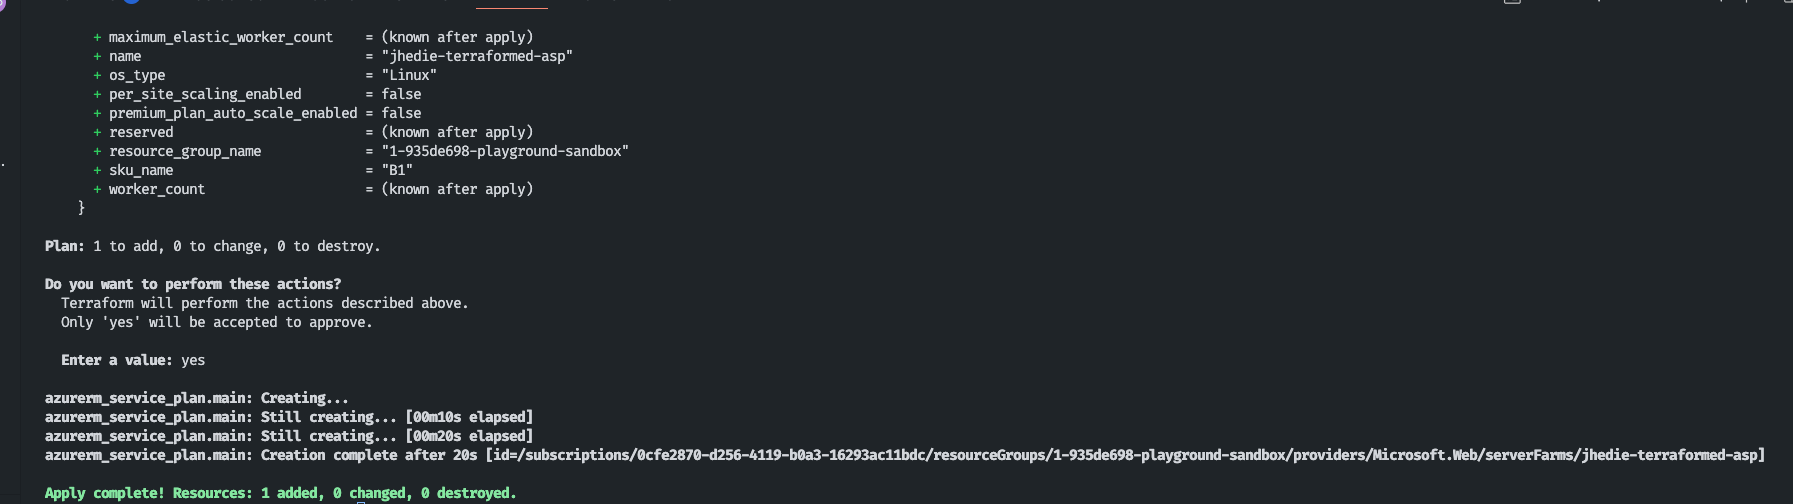 + maximum_elastic_worker_count    = (known after apply)
+ name                            = "jhedie-terraformed-asp"
+ os_type                         = "Linux"
+ per_site_scaling_enabled        = false
+ premium_plan_auto_scale_enabled = false
+ reserved                        = (known after apply)
+ resource_group_name             = "1-935de698-playground-sandbox"
+ sku_name                        = "B1"
+ worker_count                    = (known after apply)
}
Plan: 1 to add, 0 to change, 0 to destroy.
Do you want to perform these actions?
Terraform will perform the actions described above.
Only 'yes' will be accepted to approve.
Enter a value: yes
azurerm_service_plan.main: Creating...
azurerm_service_plan.main: Still creating... [00m10s elapsed]
azurerm_service_plan.main: Still creating... [00m20s elapsed]
azurerm_service_plan.main: Creation complete after 20s [id=/subscriptions/0cfe2870-d256-4119-b0a3-16293ac11bdc/resourceGroups/1-935de698-playground-sandbox/providers/Microsoft.Web/serverFarms/jhedie-terraformed-asp]
Apply complete! Resources: 1 added, 0 changed, 0 destroyed.